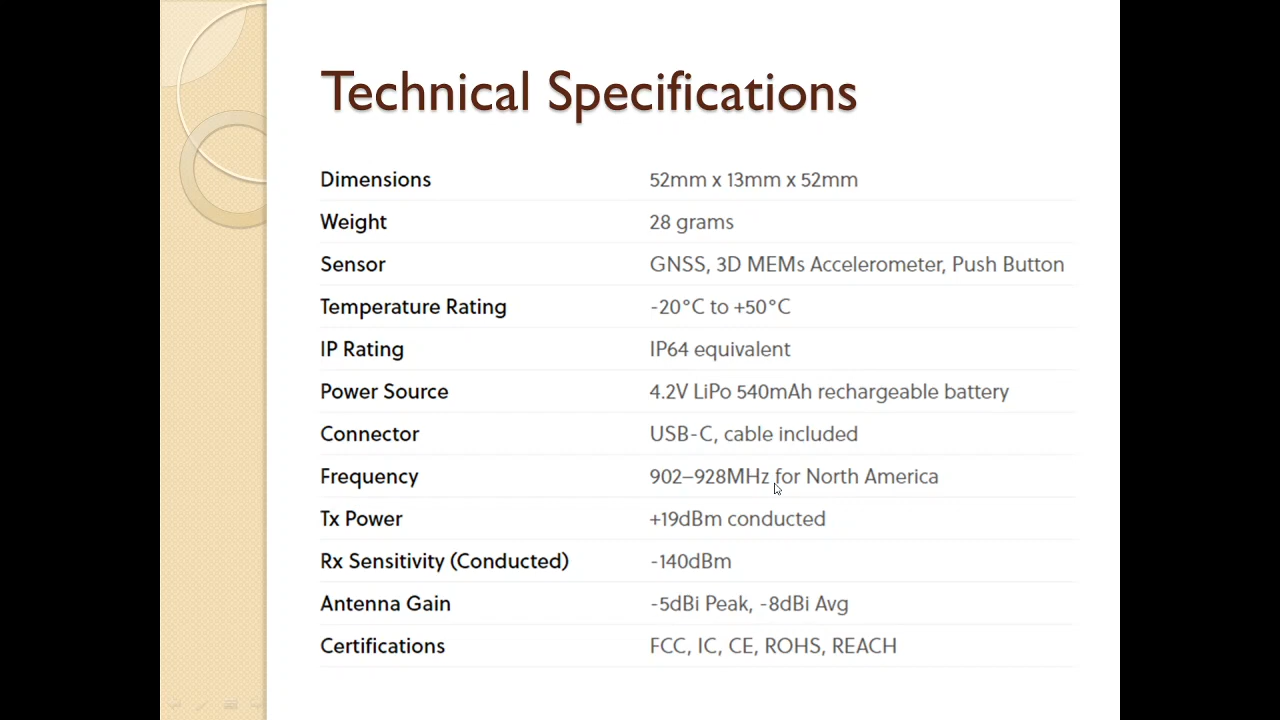 Technical Specifications
Dimensions 52mm x 13mm x 52mm
Weight 28 grams
Sensor GNSS, 3D MEMs Accelerometer, Push Button
Temperature Rating -20°C to +50°C
IP Rating IP64 equivalent
Power Source 4.2V LiPo 540mAh rechargeable battery
Connector USB-C, cable included
Frequency 902–928MHz for North America
Tx Power +19dBm conducted
Rx Sensitivity (Conducted) -140dBm
Antenna Gain -5dBi Peak, -8dBi Avg
Certifications FCC, IC, CE, ROHS, REACH